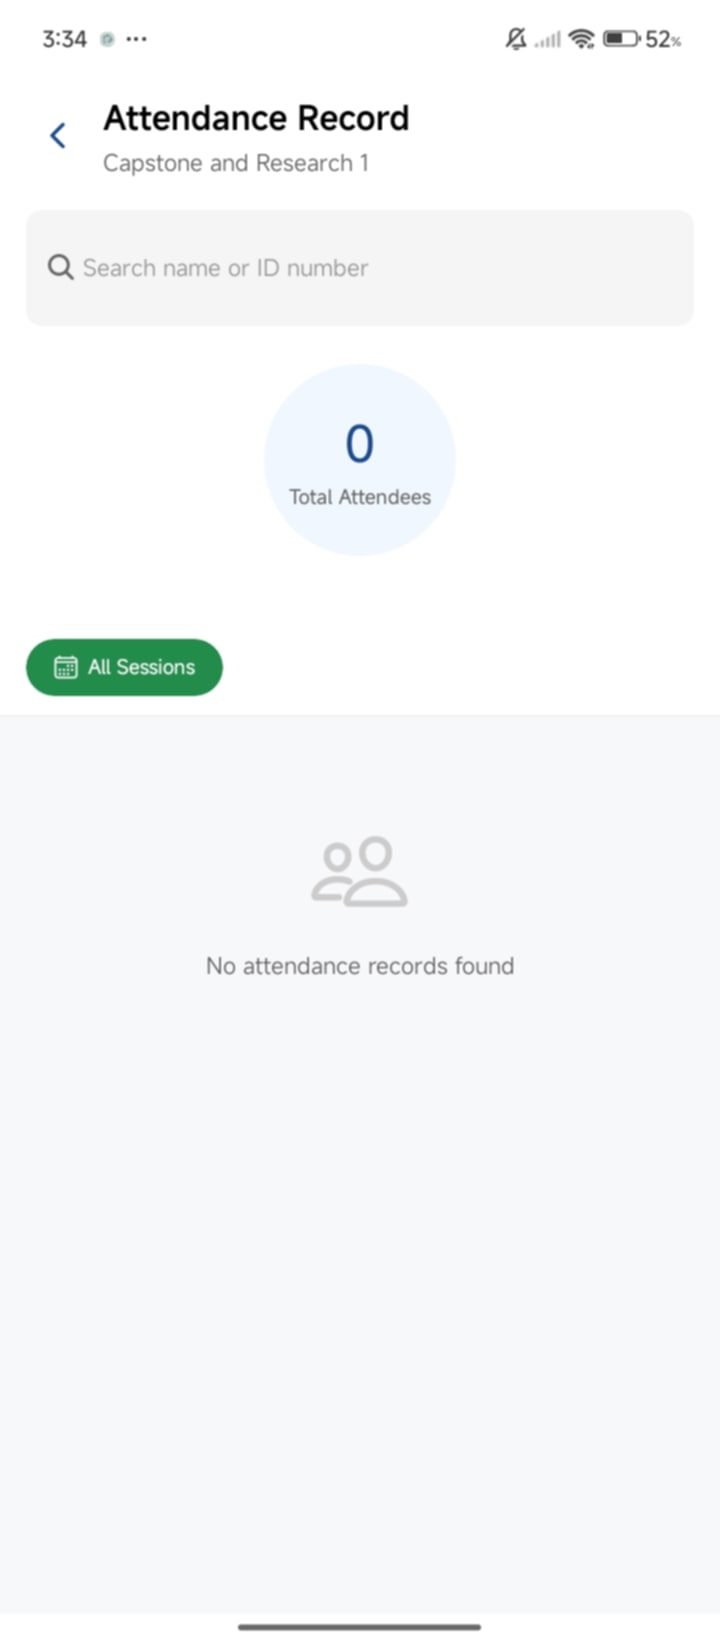 3:34
52%
Attendance Record
Capstone and Research 1
Search name or ID number
0
Total Attendees
All Sessions
No attendance records found